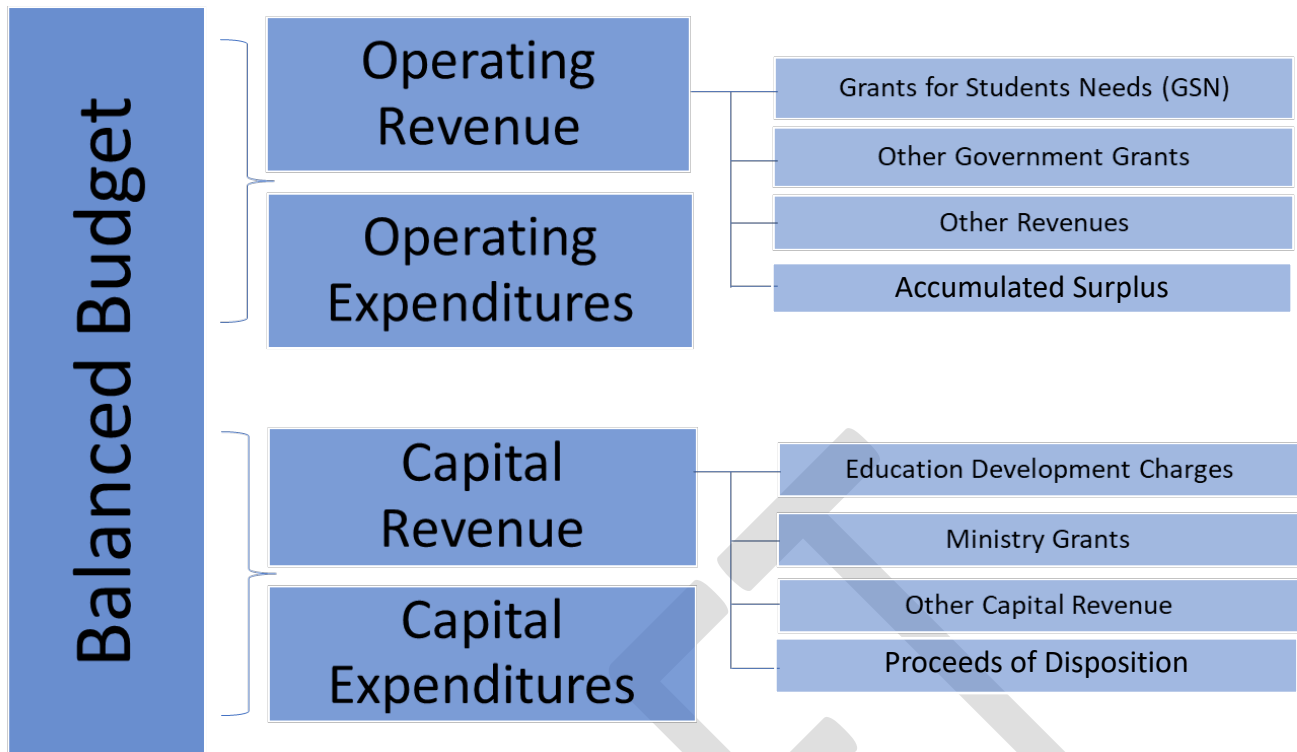 Balanced Budget
Operating
Revenue
Grants for Students Needs (GSN)
Other Government Grants
Other Revenues
Accumulated Surplus
Operating
Expenditures
Capital
Revenue
Education Development Charges
Ministry Grants
Other Capital Revenue
Proceeds of Disposition
Capital
Expenditures